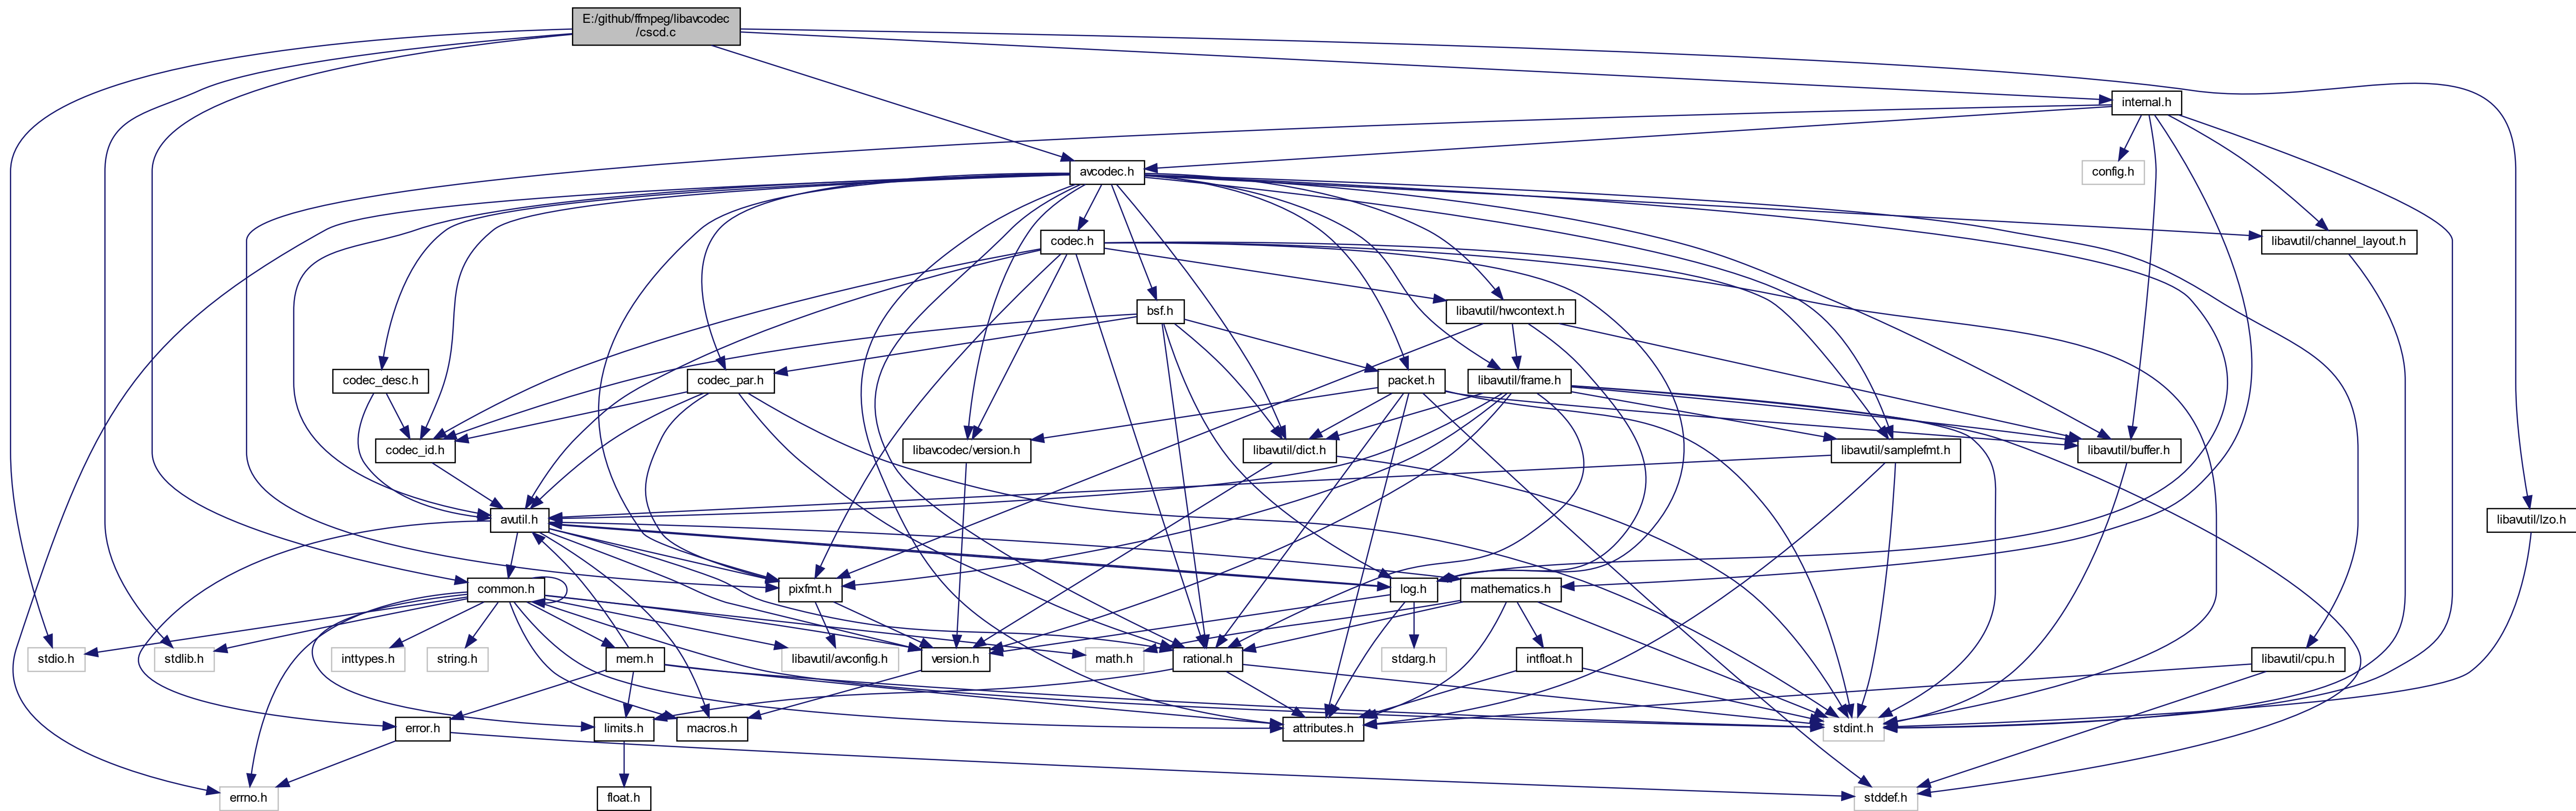 E:/github/ffmpeg/libavcodec
/cscd.c
internal.h
avcodec.h
config.h
codec.h
libavutil/channel_layout.h
bsf.h
libavutil/hwcontext.h
codec_desc.h
codec_par.h
packet.h
libavutil/frame.h
codec_id.h
libavcodec/version.h
libavutil/dict.h
libavutil/samplefmt.h
libavutil/buffer.h
avutil.h
libavutil/lzo.h
common.h
pixfmt.h
log.h
mathematics.h
stdio.h
stdlib.h
inttypes.h
string.h
mem.h
libavutil/avconfig.h
version.h
math.h
rational.h
stdarg.h
intfloat.h
libavutil/cpu.h
error.h
limits.h
macros.h
attributes.h
stdint.h
errno.h
float.h
stddef.h